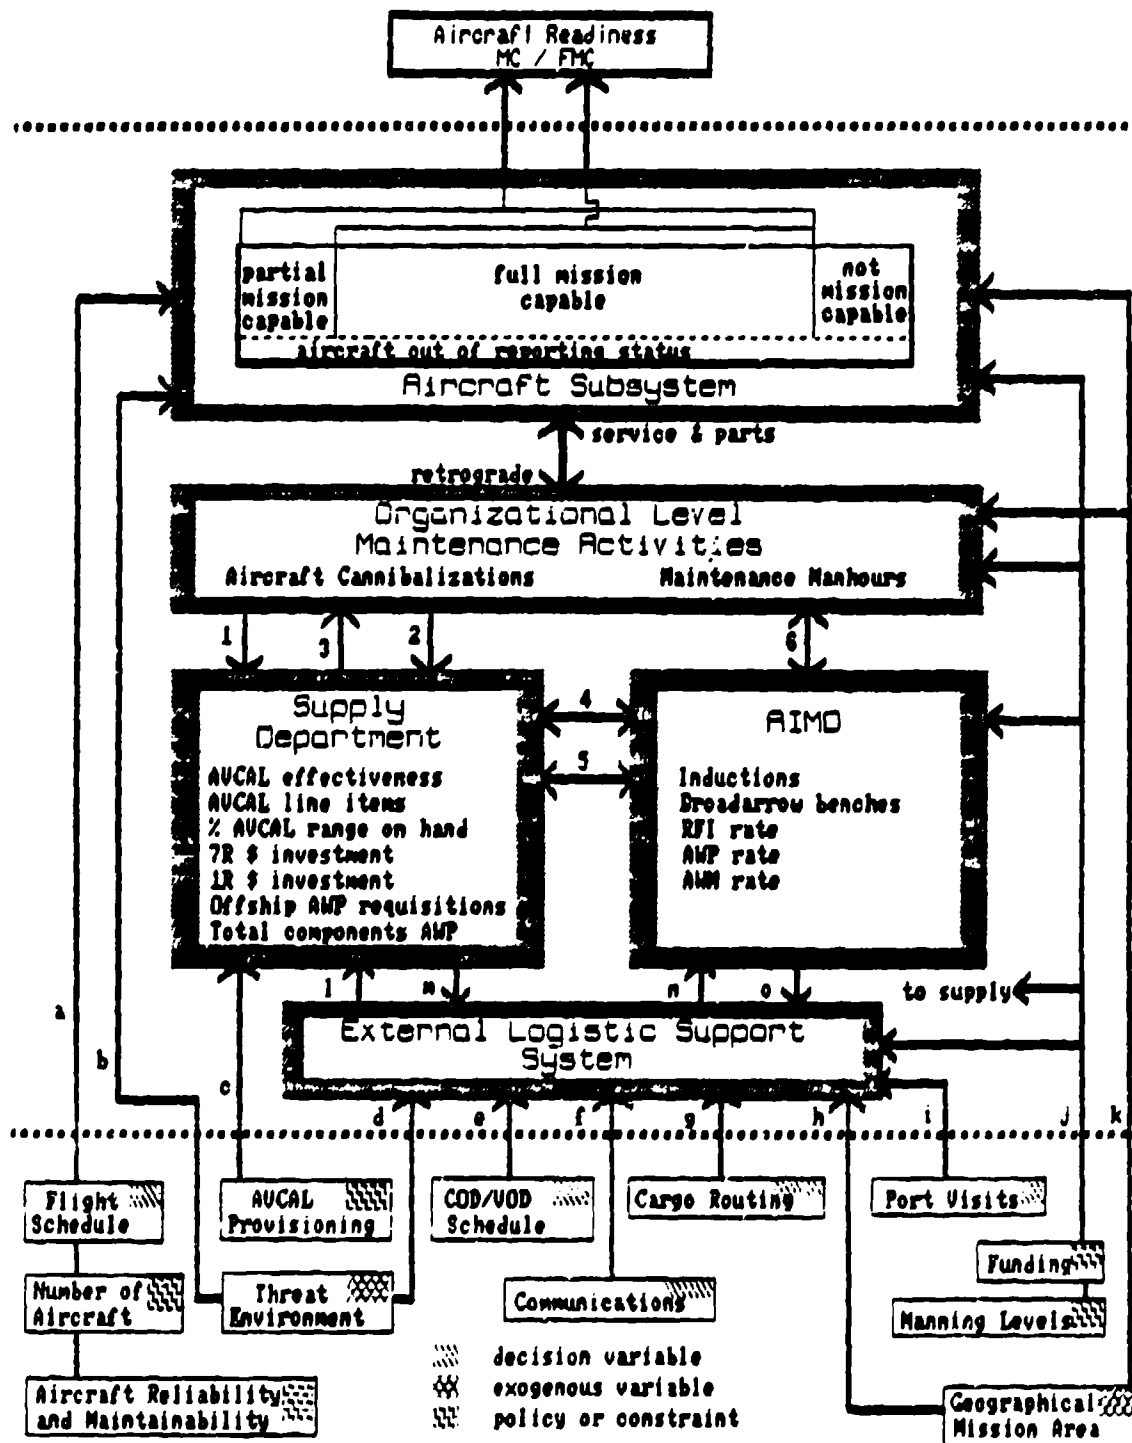 Aircraft Readiness
MC / FMC
partial
mission
capable
full mission
capable
not
mission
capable
aircraft out of reporting status
Aircraft Subsystem
service & parts
retrograde
Organizational Level
Maintenance Activities
Aircraft Cannibalizations
Maintenance Manhours
1
3
2
6
Supply
Department
AVCAL effectiveness
AVCAL line items
% AVCAL range on hand
7R $ investment
1R $ investment
Offship AWP requisitions
Total components AWP
4
5
AIMD
Inductions
Broadarrow benches
RFI rate
AWP rate
AWM rate
l
m
n
o
to supply
External Logistic Support
System
a
b
c
d
e
f
g
h
i
j
k
Flight
Schedule
AVCAL
Provisioning
COD/VOD
Schedule
Cargo Routing
Port Visits
Number of
Aircraft
Threat
Environment
Communications
Funding
Manning Levels
Aircraft Reliability
and Maintainability
decision variable
exogenous variable
policy or constraint
Geographical
Mission Area